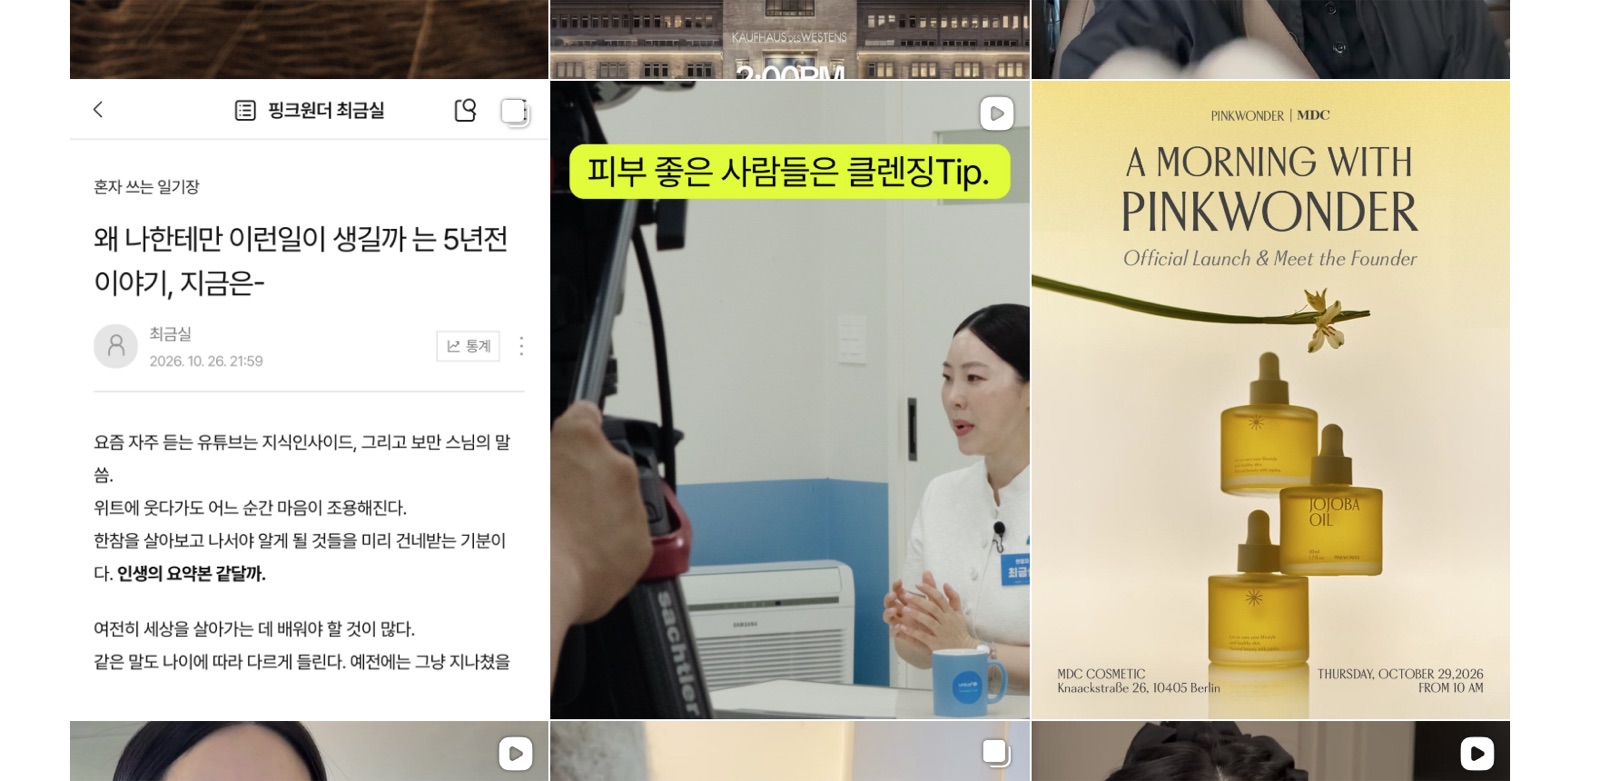 KAUFHAUS DES WESTENS
2:00PM
핑크원더 최금실
혼자 쓰는 일기장
왜 나한테만 이런일이 생길까 는 5년전
이야기, 지금은-
최금실
2026. 10. 26. 21:59
통계
요즘 자주 듣는 유튜브는 지식인사이드, 그리고 보만 스님의 말
씀.
위트에 웃다가도 어느 순간 마음이 조용해진다.
한참을 살아보고 나서야 알게 될 것들을 미리 건네받는 기분이
다. 인생의 요약본 같달까.
여전히 세상을 살아가는 데 배워야 할 것이 많다.
같은 말도 나이에 따라 다르게 들린다. 예전에는 그냥 지나쳤을
피부 좋은 사람들은 클렌징Tip.
SAMSUNG
sachtler
최금
unicef
PINKWONDER | MDC
A MORNING WITH
PINKWONDER
Official Launch & Meet the Founder
JOJOBA
OIL
PINKWONDER
MDC COSMETIC
Knaackstraße 26, 10405 Berlin
THURSDAY, OCTOBER 29,2026
FROM 10 AM